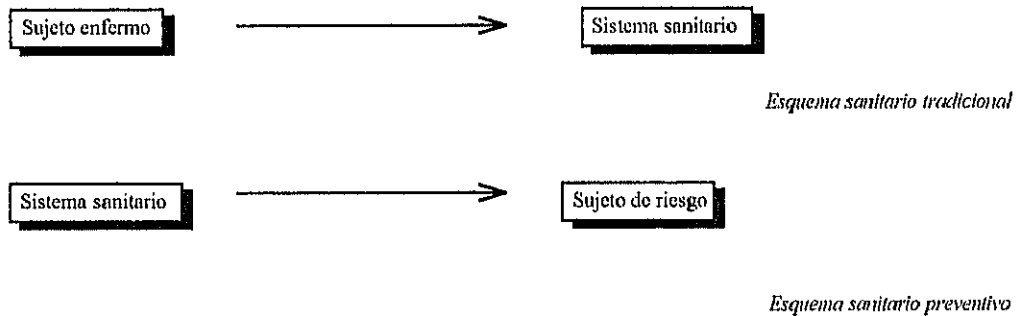 Sujeto enfermo
Sistema sanitario
Esquema sanitario tradicional
Sistema sanitario
Sujeto de riesgo
Esquema sanitario preventivo